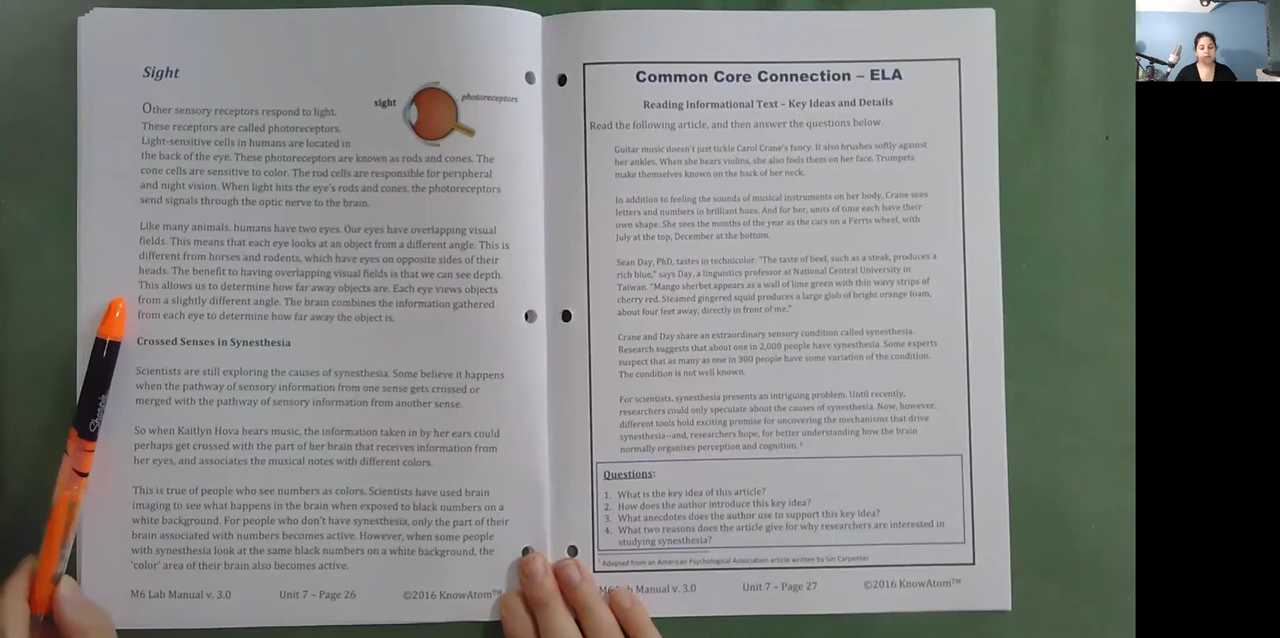 Sight
sight
photoreceptors
Other sensory receptors respond to light.
These receptors are called photoreceptors.
Light-sensitive cells in humans are located in
the back of the eye. These photoreceptors are known as rods and cones. The
cone cells are sensitive to color. The rod cells are responsible for peripheral
and night vision. When light hits the eye's rods and cones, the photoreceptors
send signals through the optic nerve to the brain.
Like many animals, humans have two eyes. Our eyes have overlapping visual
fields. This means that each eye looks at an object from a different angle. This is
different from horses and rodents, which have eyes on opposite sides of their
heads. The benefit to having overlapping visual fields is that we can see depth.
This allows us to determine how far away objects are. Each eye views objects
from a slightly different angle. The brain combines the information gathered
from each eye to determine how far away the object is.
Crossed Senses in Synesthesia
Scientists are still exploring the causes of synesthesia. Some believe it happens
when the pathway of sensory information from one sense gets crossed or
merged with the pathway of sensory information from another sense.
So when Kaitlyn Hova hears music, the information taken in by her ears could
perhaps get crossed with the part of her brain that receives information from
her eyes, and associates the musical notes with different colors.
This is true of people who see numbers as colors. Scientists have used brain
imaging to see what happens in the brain when exposed to black numbers on a
white background. For people who don't have synesthesia, only the part of their
brain associated with numbers becomes active. However, when some people
with synesthesia look at the same black numbers on a white background, the
'color' area of their brain also becomes active.
M6 Lab Manual v. 3.0 Unit 7 – Page 26 ©2016 KnowAtom™
Sharpie
Common Core Connection – ELA
Reading Informational Text – Key Ideas and Details
Read the following article, and then answer the questions below.
Guitar music doesn't just tickle Carol Crane's fancy. It also brushes softly against
her ankles. When she hears violins, she also feels them on her face. Trumpets
make themselves known on the back of her neck.
In addition to feeling the sounds of musical instruments on her body, Crane sees
letters and numbers in brilliant hues. And for her, units of time each have their
own shape: She sees the months of the year as the cars on a Ferris wheel, with
July at the top, December at the bottom.
Sean Day, PhD, tastes in technicolor. "The taste of beef, such as a steak, produces a
rich blue," says Day, a linguistics professor at National Central University in
Taiwan. "Mango sherbet appears as a wall of lime green with thin wavy strips of
cherry red. Steamed gingered squid produces a large glob of bright orange foam,
about four feet away, directly in front of me."
Crane and Day share an extraordinary sensory condition called synesthesia.
Research suggests that about one in 2,000 people have synesthesia. Some experts
suspect that as many as one in 300 people have some variation of the condition.
The condition is not well known.
For scientists, synesthesia presents an intriguing problem. Until recently,
researchers could only speculate about the causes of synesthesia. Now, however,
different tools hold exciting promise for uncovering the mechanisms that drive
synesthesia--and, researchers hope, for better understanding how the brain
normally organizes perception and cognition. 1
Questions:
1. What is the key idea of this article?
2. How does the author introduce this key idea?
3. What anecdotes does the author use to support this key idea?
4. What two reasons does the article give for why researchers are interested in
studying synesthesia?
1 Adapted from an American Psychological Association article written by Siri Carpenter
Manual v. 3.0 Unit 7 – Page 27 ©2016 KnowAtom™